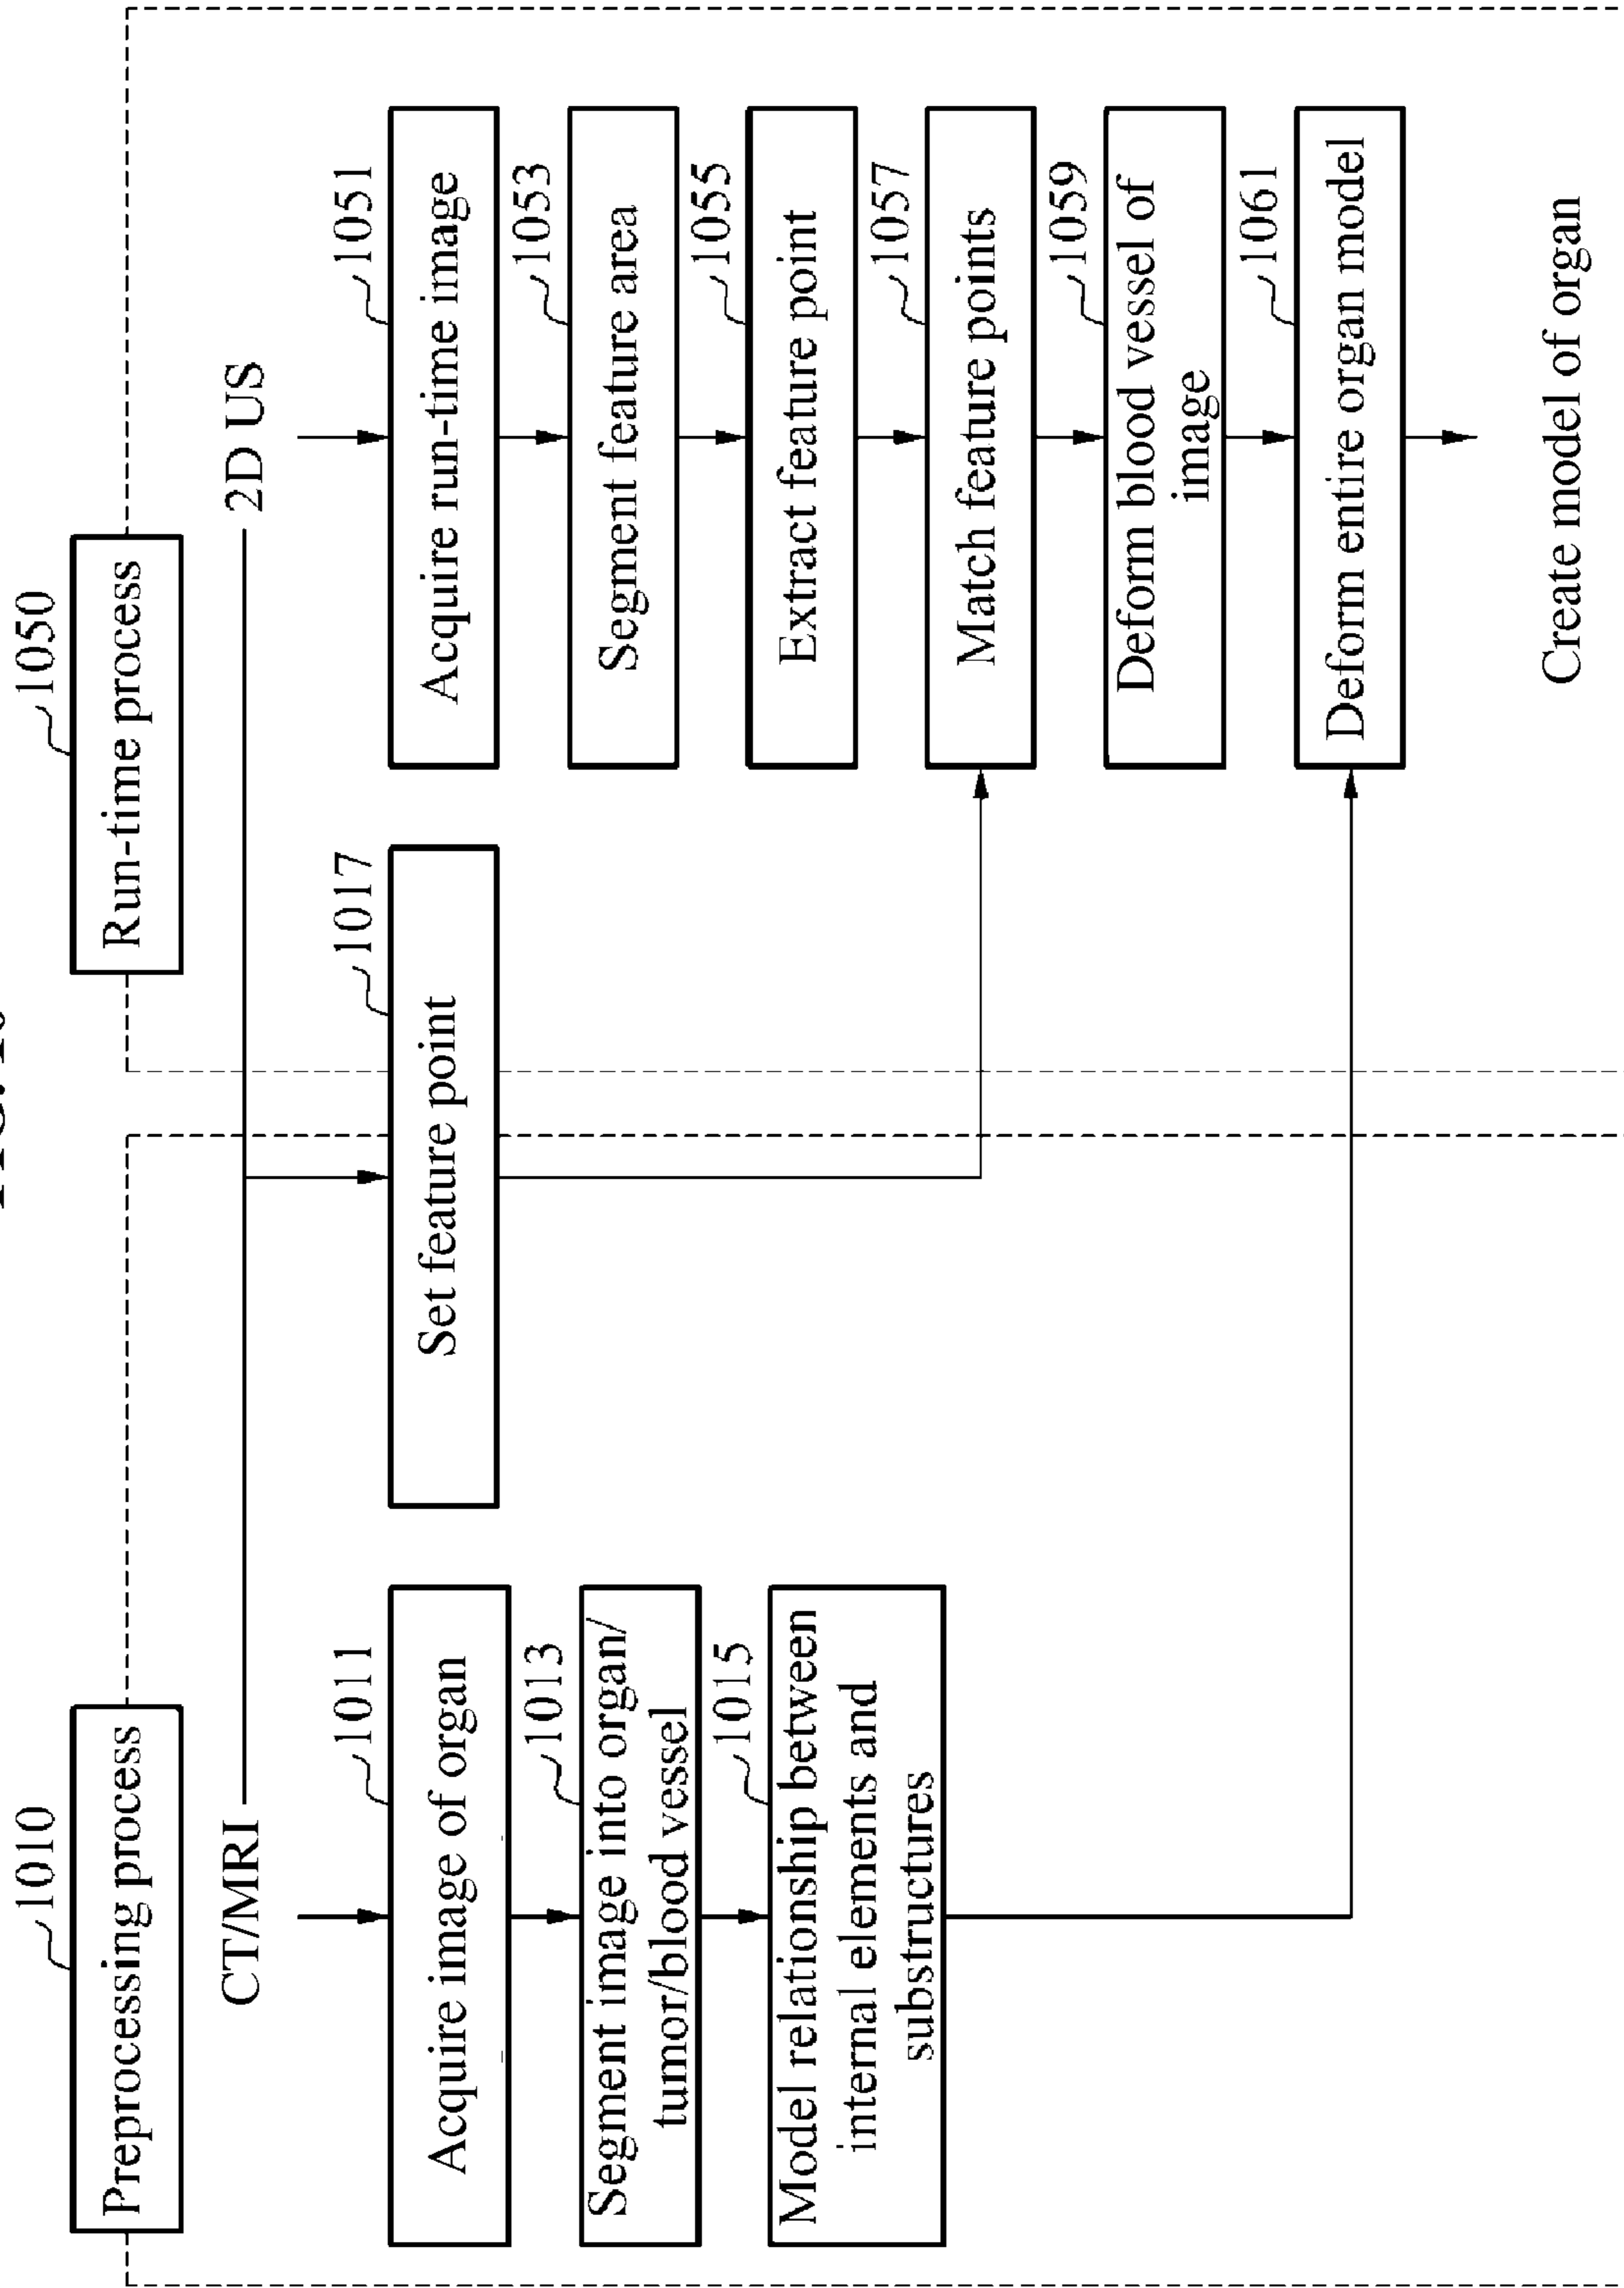 1010
Preprocessing process
1050
Run-time process
CT/MRI
2D US
1011
Acquire image of organ
1013
Segment image into organ/
tumor/blood vessel
1015
Model relationship between
internal elements and
substructures
1017
Set feature point
1051
Acquire run-time image
1053
Segment feature area
1055
Extract feature point
1057
Match feature points
1059
Deform blood vessel of
image
1061
Deform entire organ model
Create model of organ